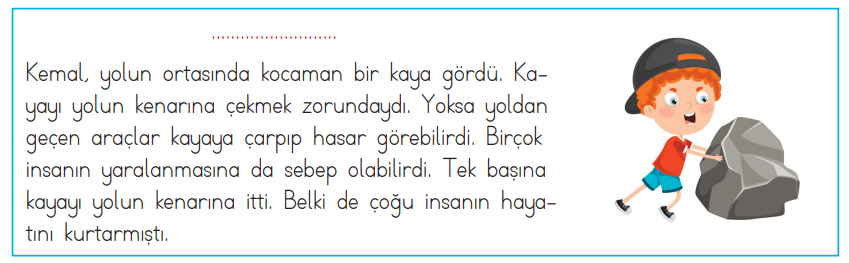 Kemal, yolun ortasında kocaman bir kaya gördü. Ka-
yayı yolun kenarına çekmek zorundaydı. Yoksa yoldan
geçen araçlar kayaya çarpıp hasar görebilirdi. Birçok
insanın yaralanmasına da sebep olabilirdi. Tek başına
kayayı yolun kenarına itti. Belki de çoğu insanın haya-
tını kurtarmıştı.